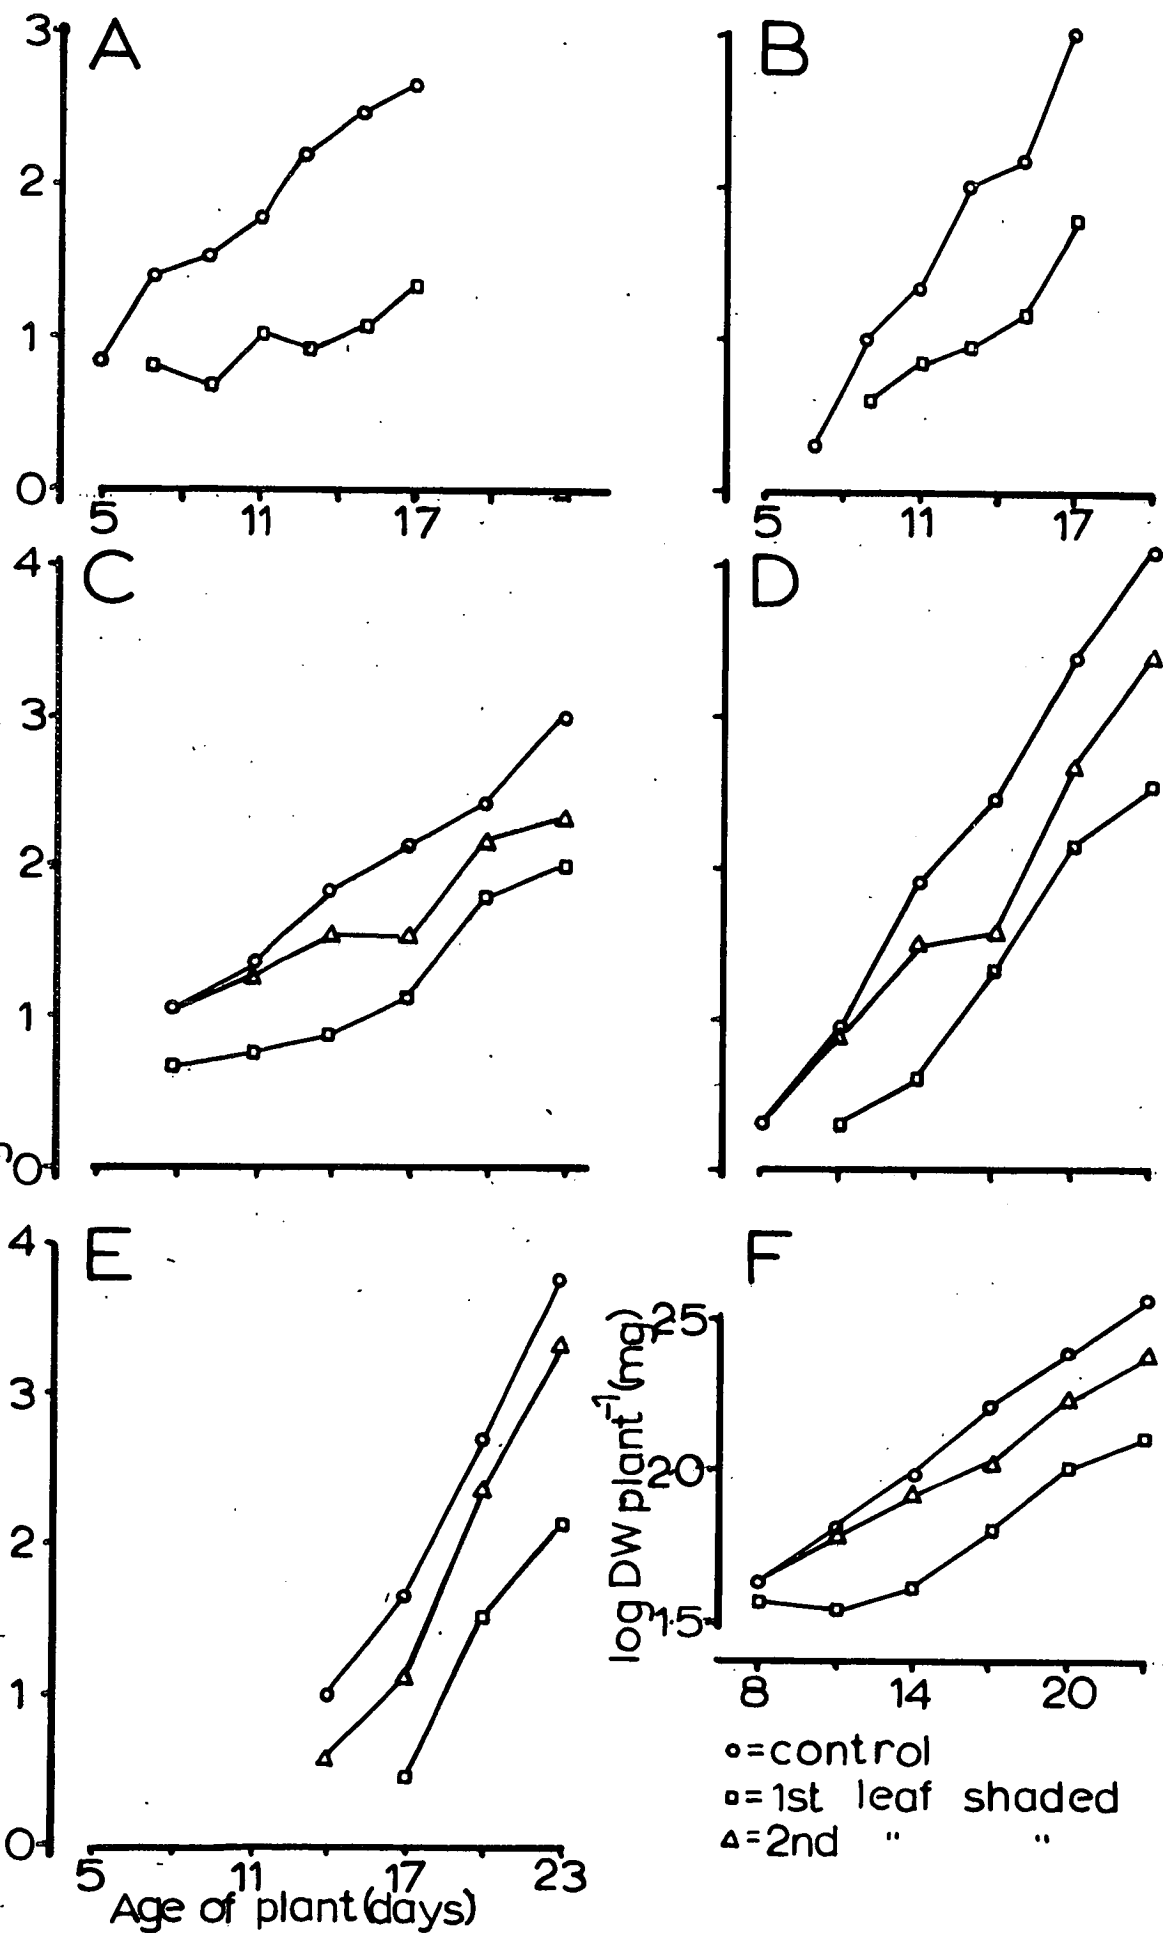 A
B
3
2
1
0
5 11 17
5 11 17
C
D
4
3
2
1
0
E
F
4
3
2
1
0
5 11 17 23
Age of plant (days)
log DW plant⁻¹ (mg)
2.5
2.0
1.5
8 14 20
o = control
□ = 1st leaf shaded
△ = 2nd " "